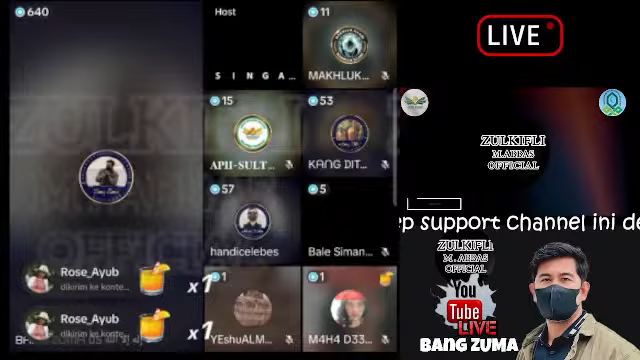 640
Host
S I N G A...
11
MAKHLUK...
15
APII-SULT...
53
KANG DIT...
57
handicelebes
5
Bale Siman...
1
YEshuALM...
1
M4H4 D33...
Rose_Ayub
dikirim ke konte...
x1
Rose_Ayub
dikirim ke konte...
x1
ZULKIFLI
LIVE
ZULKIFLI
M.ABBAS
OFFICIAL
ep support channel ini de
ZULKIFLI
M. ABBAS
OFFICIAL
You
Tube
LIVE
BANG ZUMA